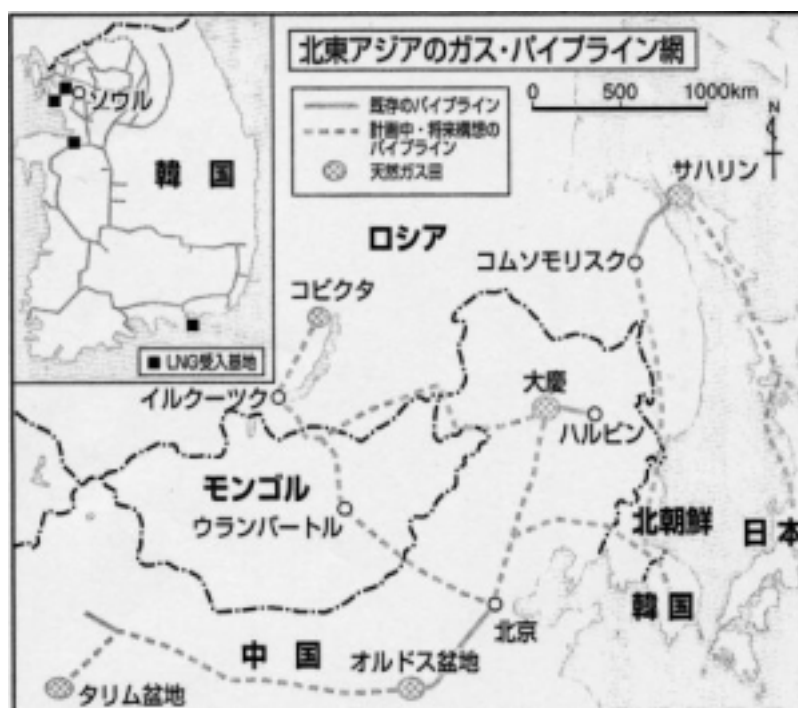 北東アジアのガス・パイプライン網
0 500 1000km
N
既存のパイプライン
計画中・将来構想の
パイプライン
天然ガス田
ソウル
韓国
■LNG受入基地
サハリン
ロシア
コムソモリスク
コビクタ
イルクーツク
大慶
ハルビン
モンゴル
ウランバートル
北朝鮮
日本
韓国
北京
中国
オルドス盆地
タリム盆地